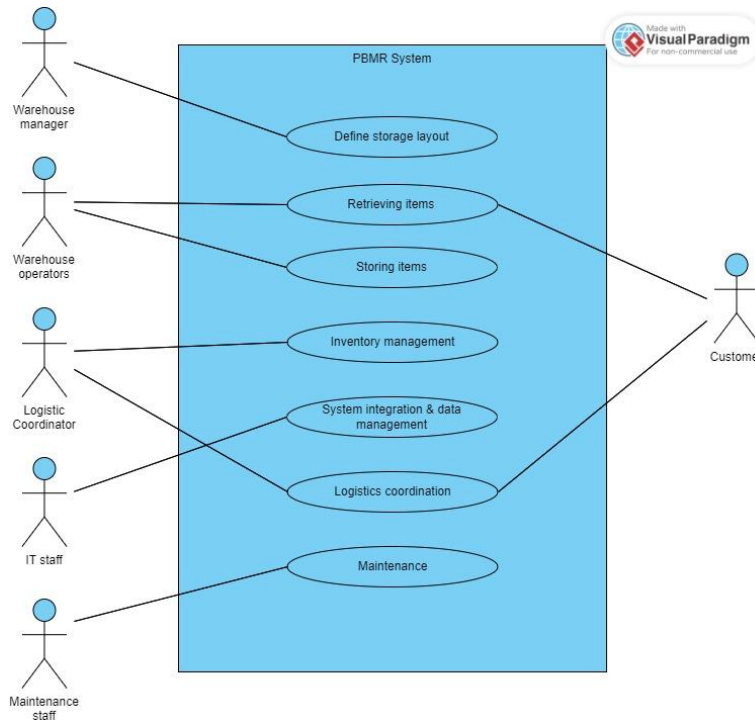 Made with
Visual Paradigm
For non-commercial use
PBMR System
Warehouse
manager
Define storage layout
Warehouse
operators
Retrieving items
Storing items
Custome
Logistic
Coordinator
Inventory management
System integration & data
management
Logistics coordination
IT staff
Maintenance
Maintenance
staff